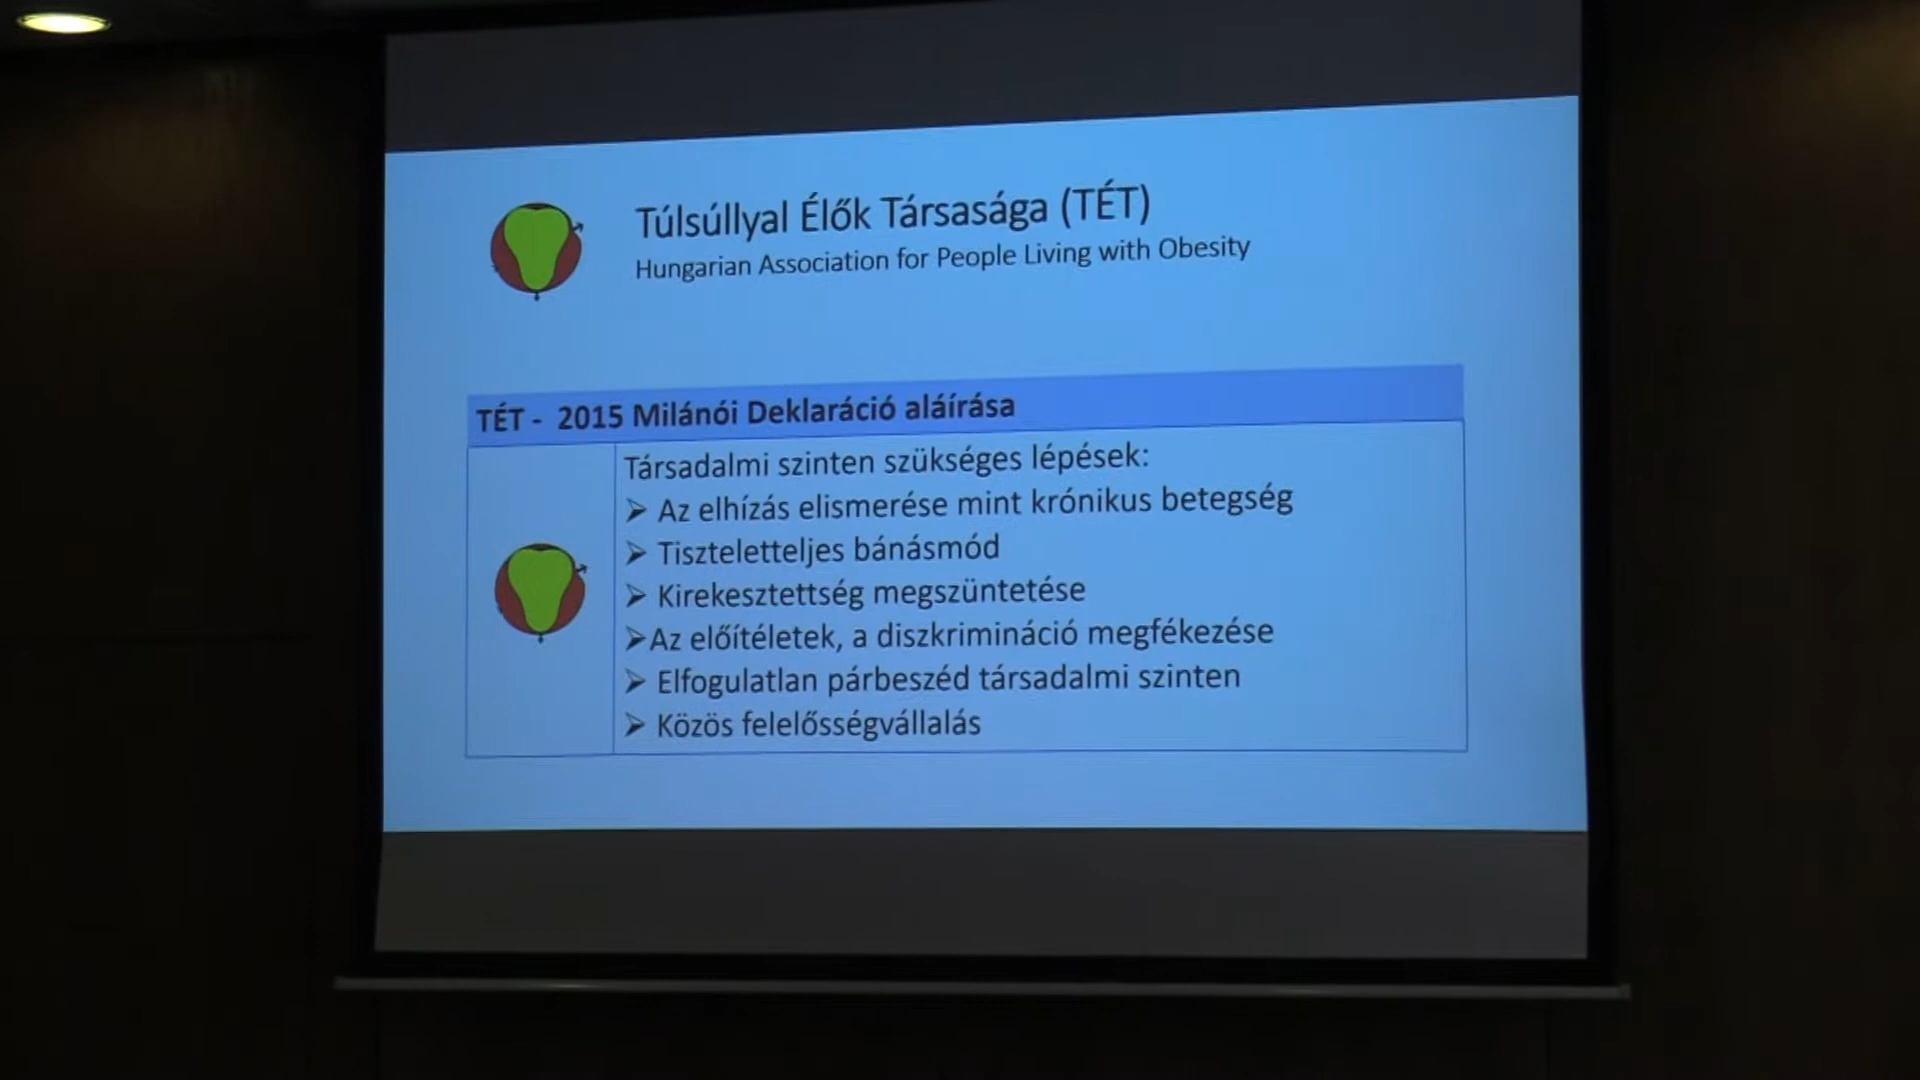 Túlsúllyal Élők Társasága (TÉT)
Hungarian Association for People Living with Obesity
TÉT - 2015 Milánói Deklaráció aláírása
Társadalmi szinten szükséges lépések:
➢ Az elhízás elismerése mint krónikus betegség
➢ Tiszteletteljes bánásmód
➢ Kirekesztettség megszüntetése
➢Az előítéletek, a diszkrimináció megfékezése
➢ Elfogulatlan párbeszéd társadalmi szinten
➢ Közös felelősségvállalás